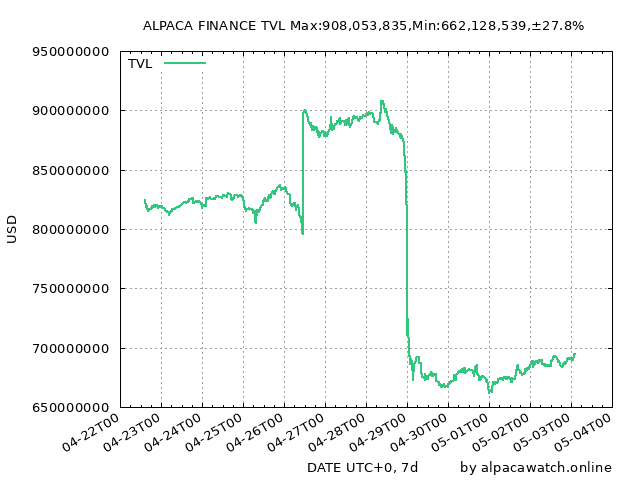 ALPACA FINANCE TVL Max:908,053,835,Min:662,128,539,±27.8%
TVL
950000000
900000000
850000000
800000000
750000000
700000000
650000000
USD
04-22T00
04-23T00
04-24T00
04-25T00
04-26T00
04-27T00
04-28T00
04-29T00
04-30T00
05-01T00
05-02T00
05-03T00
05-04T00
DATE UTC+0, 7d by alpacawatch.online